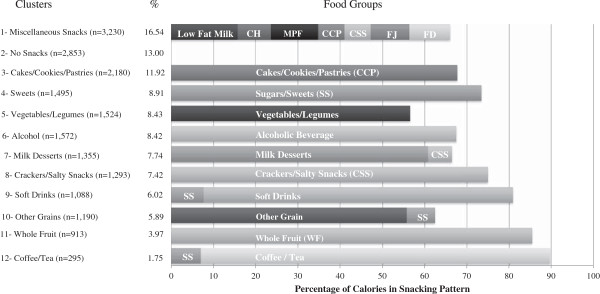 Clusters % Food Groups
1- Miscellaneous Snacks (n=3,230) 16.54 Low Fat Milk CH MPF CCP CSS FJ FD
2- No Snacks (n=2,853) 13.00
3- Cakes/Cookies/Pastries (n=2,180) 11.92 Cakes/Cookies/Pastries (CCP)
4- Sweets (n=1,495) 8.91 Sugars/Sweets (SS)
5- Vegetables/Legumes (n=1,524) 8.43 Vegetables/Legumes
6- Alcohol (n=1,572) 8.42 Alcoholic Beverage
7- Milk Desserts (n=1,355) 7.74 Milk Desserts CSS
8- Crackers/Salty Snacks (n=1,293) 7.42 Crackers/Salty Snacks (CSS)
9- Soft Drinks (n=1,088) 6.02 SS Soft Drinks
10- Other Grains (n=1,190) 5.89 Other Grain SS
11- Whole Fruit (n=913) 3.97 Whole Fruit (WF)
12- Coffee/Tea (n=295) 1.75 SS Coffee / Tea
0 10 20 30 40 50 60 70 80 90 100
Percentage of Calories in Snacking Pattern